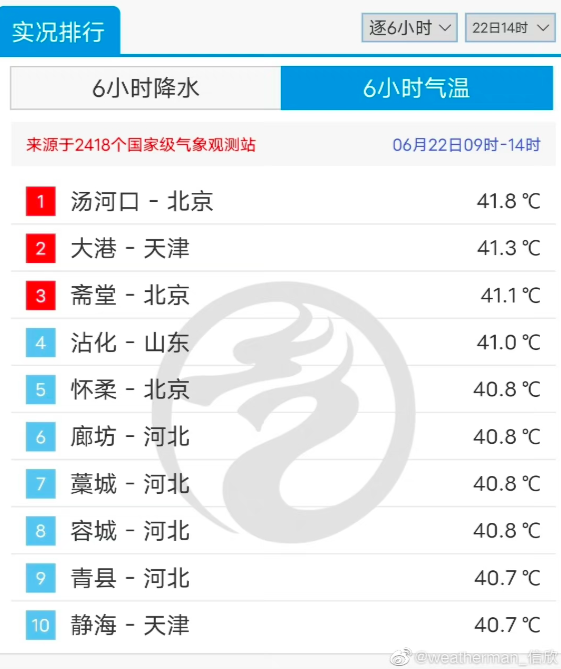 实况排行
逐6小时 22日14时
6小时降水 6小时气温
来源于2418个国家级气象观测站 06月22日09时-14时
1 汤河口 - 北京 41.8 ℃
2 大港 - 天津 41.3 ℃
3 斋堂 - 北京 41.1 ℃
4 沾化 - 山东 41.0 ℃
5 怀柔 - 北京 40.8 ℃
6 廊坊 - 河北 40.8 ℃
7 藁城 - 河北 40.8 ℃
8 容城 - 河北 40.8 ℃
9 青县 - 河北 40.7 ℃
10 静海 - 天津 40.7 ℃
@weatherman_信欣